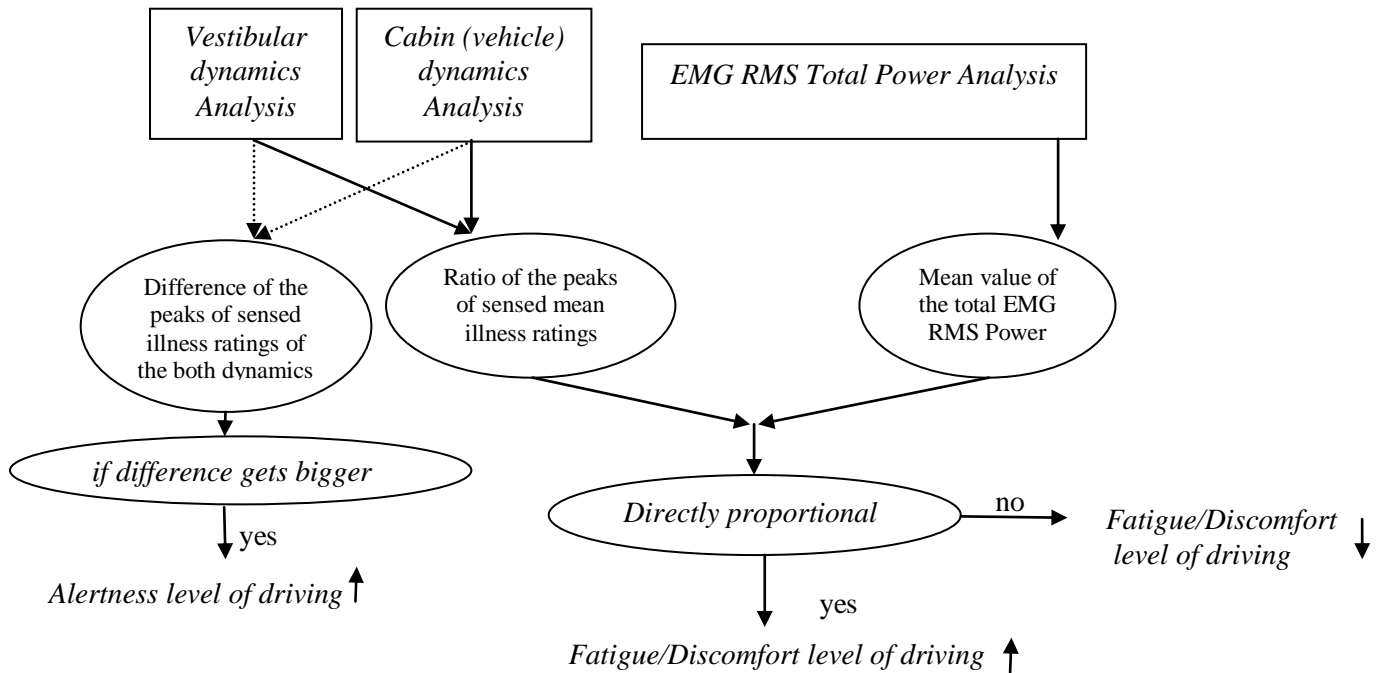 Vestibular
dynamics
Analysis
Cabin (vehicle)
dynamics
Analysis
EMG RMS Total Power Analysis
Difference of the
peaks of sensed
illness ratings of
the both dynamics
Ratio of the peaks
of sensed mean
illness ratings
Mean value of
the total EMG
RMS Power
if difference gets bigger
yes
Alertness level of driving
Directly proportional
no
Fatigue/Discomfort
level of driving
yes
Fatigue/Discomfort level of driving